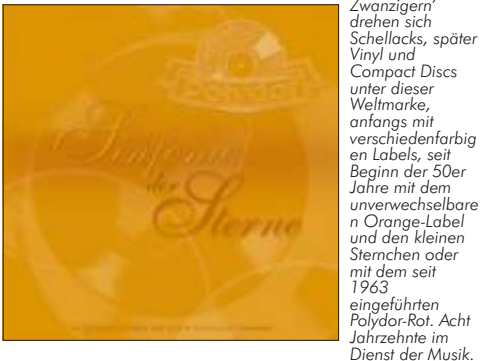 Polydor
Sinfonie
der
Sterne
Zwanzigern'
drehen sich
Schellacks, später
Vinyl und
Compact Discs
unter dieser
Weltmarke,
anfangs mit
verschiedenfarbig
en Labels, seit
Beginn der 50er
Jahre mit dem
unverwechselbare
n Orange-Label
und den kleinen
Sternchen oder
mit dem seit
1963
eingeführten
Polydor-Rot. Acht
Jahrzehnte im
Dienst der Musik.